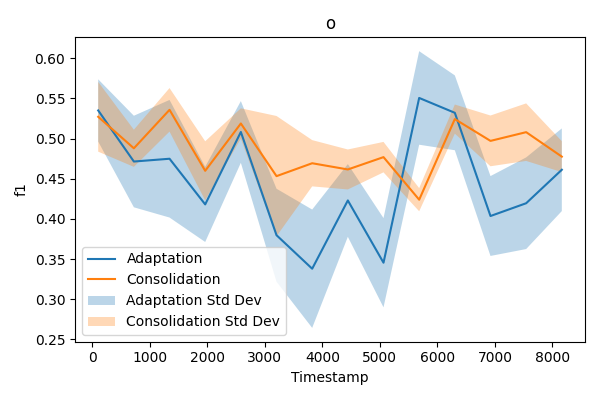 o
f1
0.60
0.55
0.50
0.45
0.40
0.35
0.30
0.25
Adaptation
Consolidation
Adaptation Std Dev
Consolidation Std Dev
0 1000 2000 3000 4000 5000 6000 7000 8000
Timestamp